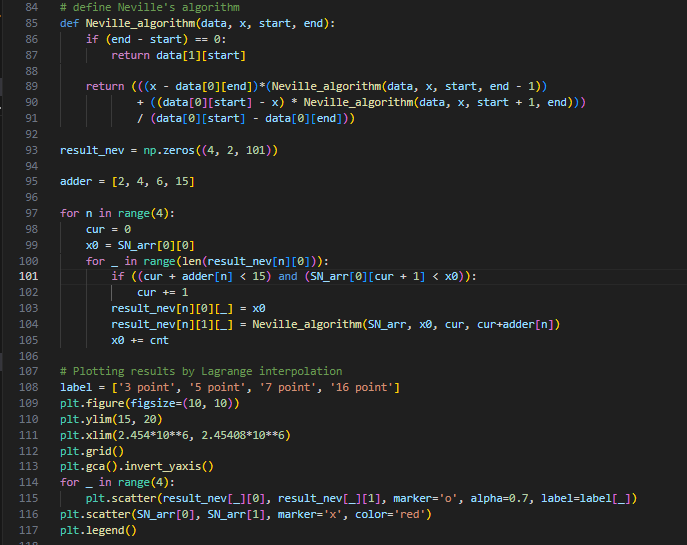 84 # define Neville's algorithm
85 def Neville_algorithm(data, x, start, end):
86     if (end - start) == 0:
87         return data[1][start]
88
89     return (((x - data[0][end])*(Neville_algorithm(data, x, start, end - 1))
90             + ((data[0][start] - x) * Neville_algorithm(data, x, start + 1, end)))
91             / (data[0][start] - data[0][end]))
92
93 result_nev = np.zeros((4, 2, 101))
94
95 adder = [2, 4, 6, 15]
96
97 for n in range(4):
98     cur = 0
99     x0 = SN_arr[0][0]
100     for _ in range(len(result_nev[n][0])):
101         if ((cur + adder[n] < 15) and (SN_arr[0][cur + 1] < x0)):
102             cur += 1
103         result_nev[n][0][_] = x0
104         result_nev[n][1][_] = Neville_algorithm(SN_arr, x0, cur, cur+adder[n])
105         x0 += cnt
106
107 # Plotting results by Lagrange interpolation
108 label = ['3 point', '5 point', '7 point', '16 point']
109 plt.figure(figsize=(10, 10))
110 plt.ylim(15, 20)
111 plt.xlim(2.454*10**6, 2.45408*10**6)
112 plt.grid()
113 plt.gca().invert_yaxis()
114 for _ in range(4):
115     plt.scatter(result_nev[_][0], result_nev[_][1], marker='o', alpha=0.7, label=label[_])
116 plt.scatter(SN_arr[0], SN_arr[1], marker='x', color='red')
117 plt.legend()